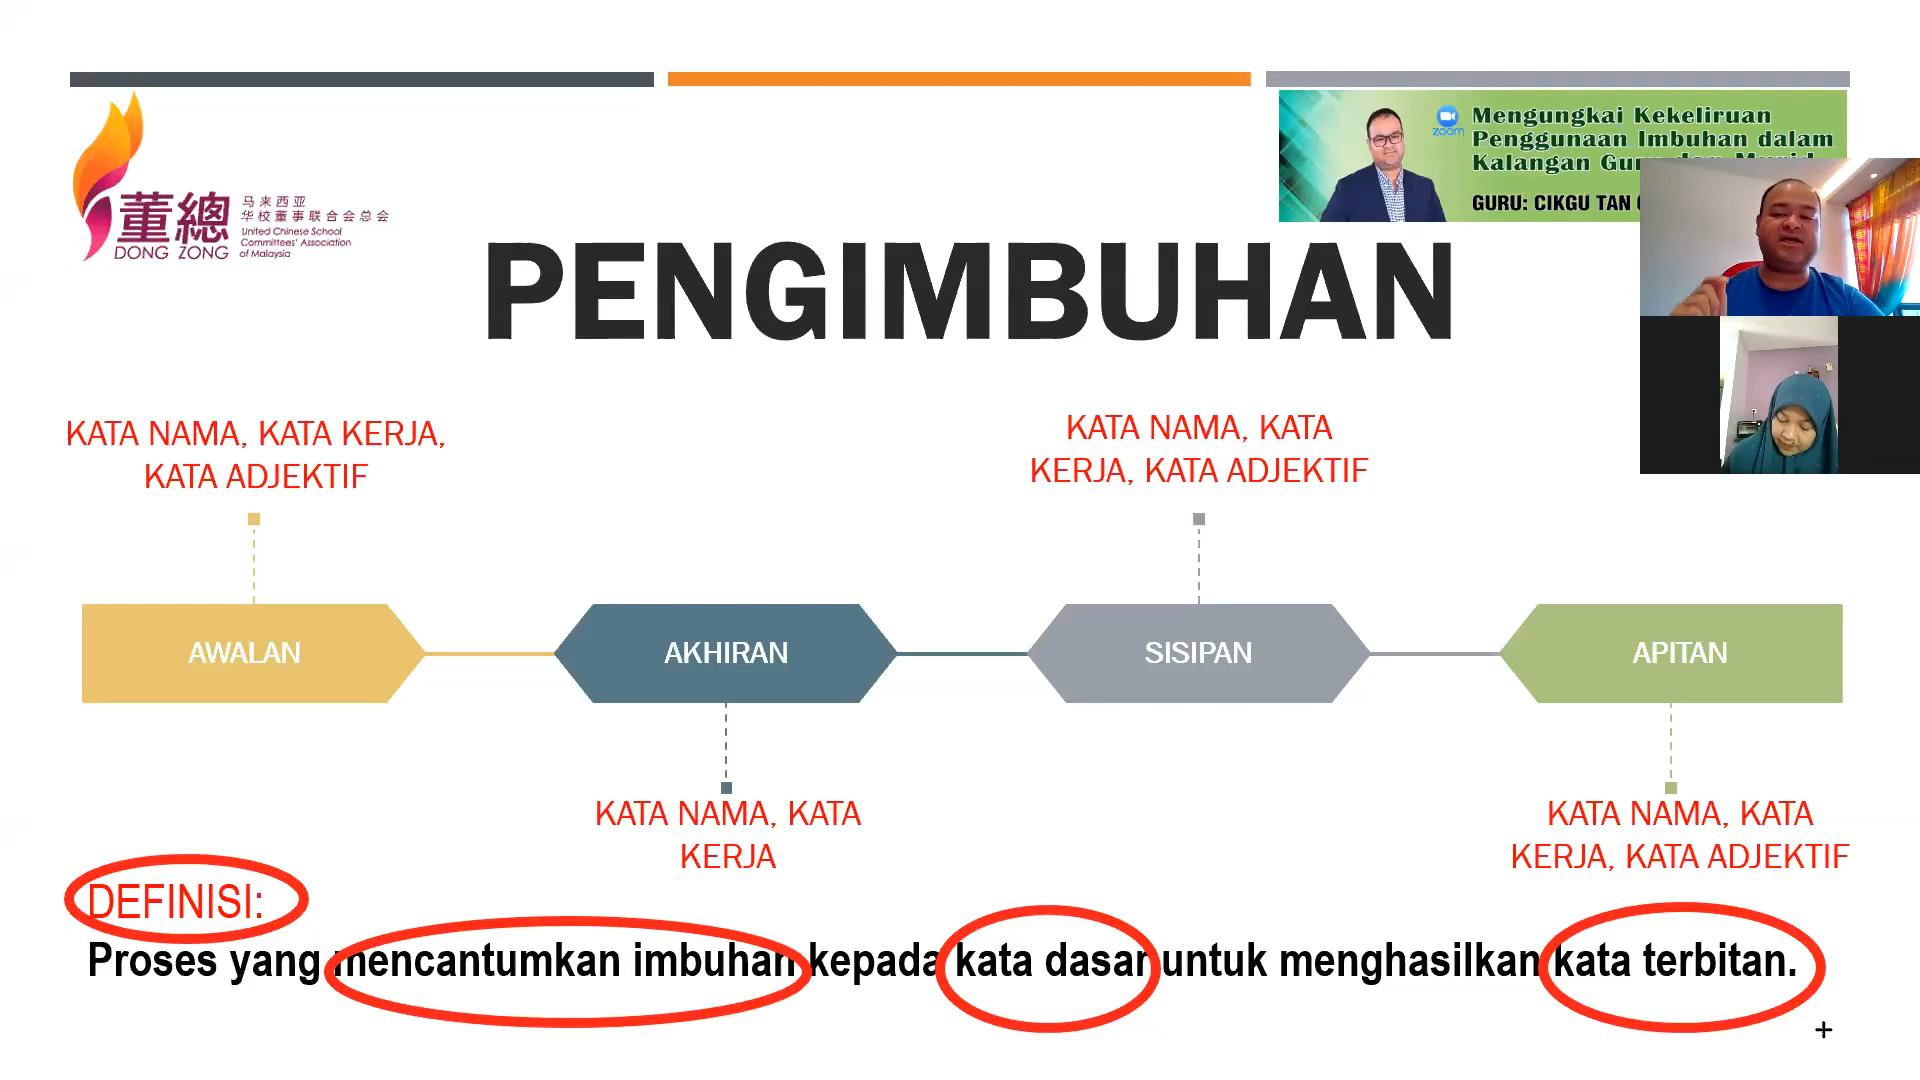 董總
DONG ZONG
马来西亚
华校董事联合会总会
United Chinese School
Committees' Association
of Malaysia
zoom
Mengungkai Kekeliruan
Penggunaan Imbuhan dalam
Kalangan
GURU: CIKGU TAN
PENGIMBUHAN
KATA NAMA, KATA KERJA,
KATA ADJEKTIF
KATA NAMA, KATA
KERJA, KATA ADJEKTIF
AWALAN
AKHIRAN
SISIPAN
APITAN
KATA NAMA, KATA
KERJA
KATA NAMA, KATA
KERJA, KATA ADJEKTIF
DEFINISI:
Proses yang mencantumkan imbuhan kepada kata dasar untuk menghasilkan kata terbitan.